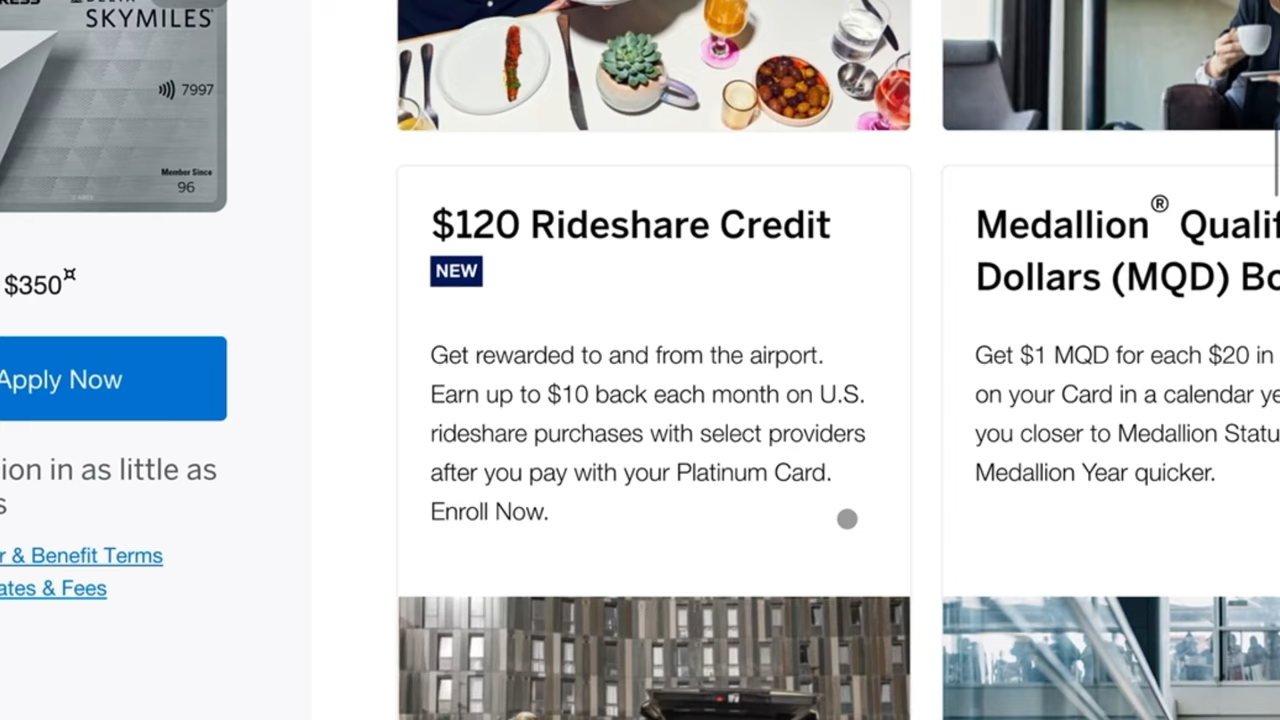 SKYMILES®
7997
Member Since
96
$350¤
Apply Now
ion in as little as
s
r & Benefit Terms
ates & Fees
$120 Rideshare Credit
NEW
Get rewarded to and from the airport.
Earn up to $10 back each month on U.S.
rideshare purchases with select providers
after you pay with your Platinum Card.
Enroll Now.
Medallion® Qualif
Dollars (MQD) Bo
Get $1 MQD for each $20 in
on your Card in a calendar ye
you closer to Medallion Statu
Medallion Year quicker.